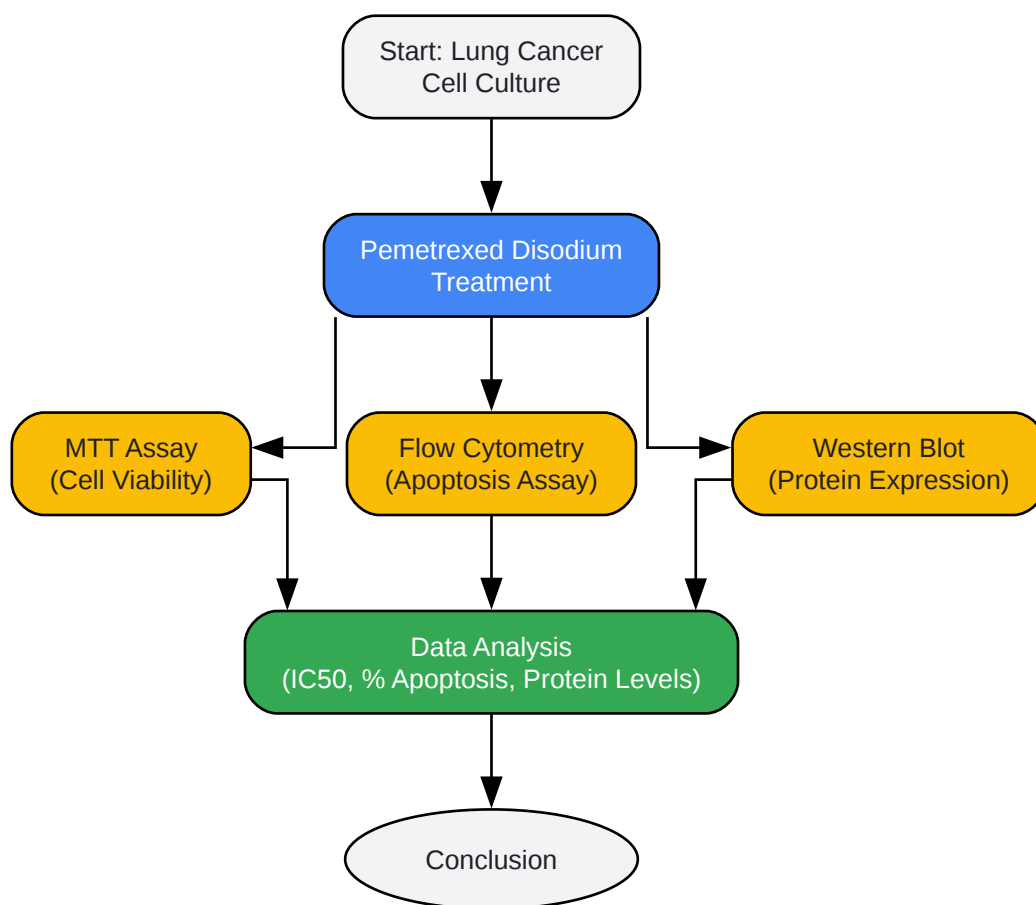 Start: Lung Cancer
Cell Culture
Pemetrexed Disodium
Treatment
MTT Assay
(Cell Viability)
Flow Cytometry
(Apoptosis Assay)
Western Blot
(Protein Expression)
Data Analysis
(IC50, % Apoptosis, Protein Levels)
Conclusion